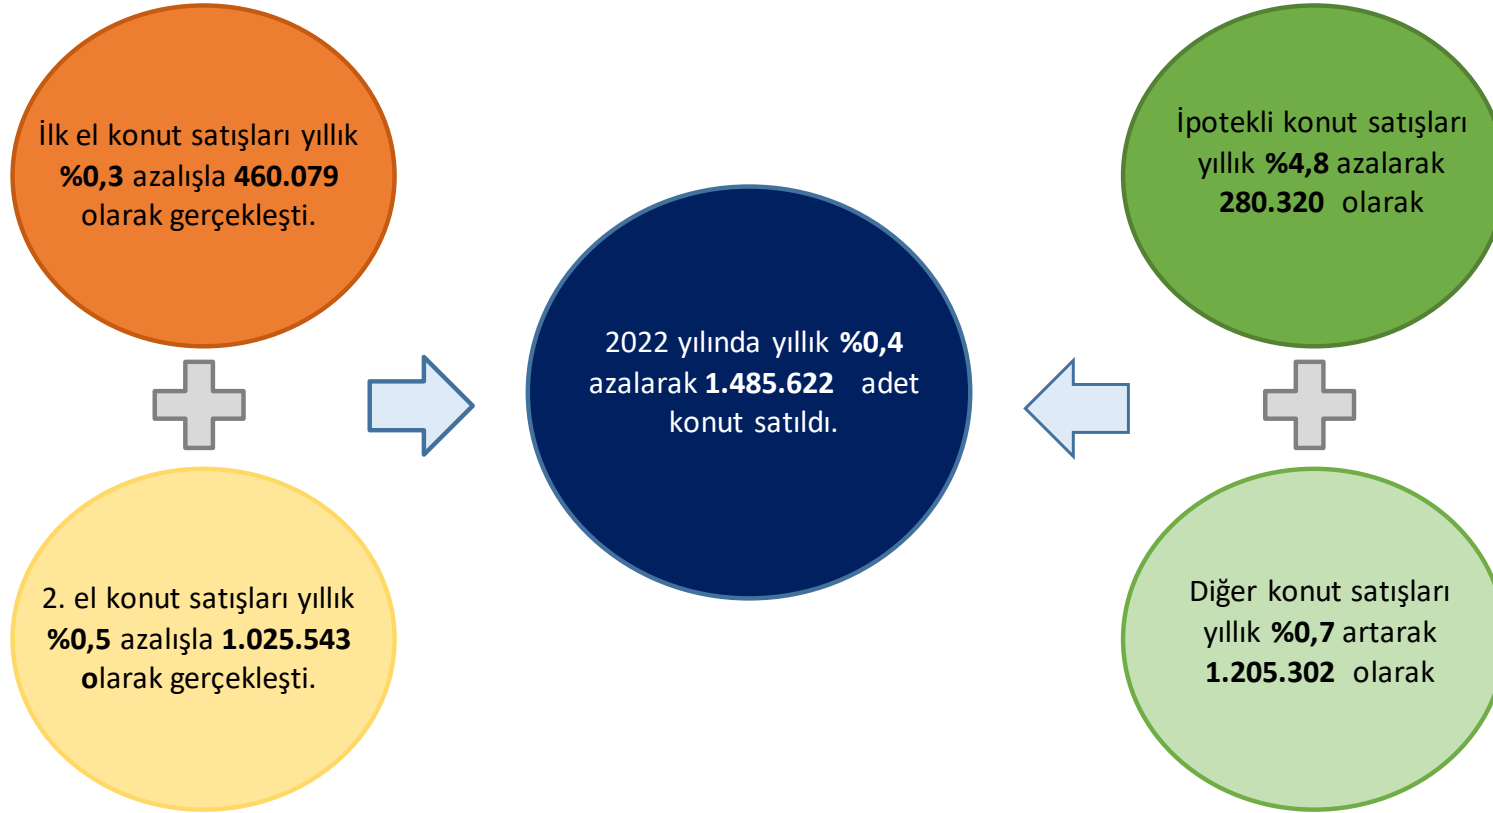 İlk el konut satışları yıllık
%0,3 azalışla 460.079
olarak gerçekleşti.
2. el konut satışları yıllık
%0,5 azalışla 1.025.543
olarak gerçekleşti.
2022 yılında yıllık %0,4
azalarak 1.485.622 adet
konut satıldı.
İpotekli konut satışları
yıllık %4,8 azalarak
280.320 olarak
Diğer konut satışları
yıllık %0,7 artarak
1.205.302 olarak